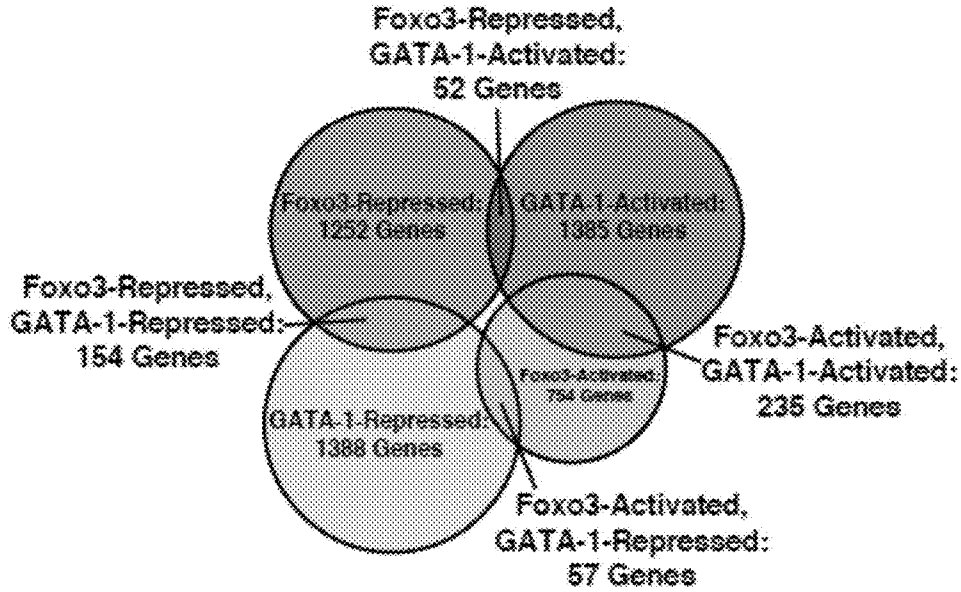 Foxo3-Repressed,
GATA-1-Activated:
52 Genes
Foxo3-Repressed:
1252 Genes
GATA-1-Activated:
1385 Genes
Foxo3-Repressed,
GATA-1-Repressed:
154 Genes
Foxo3-Activated,
GATA-1-Activated:
235 Genes
Foxo3-Activated:
754 Genes
GATA-1-Repressed:
1388 Genes
Foxo3-Activated,
GATA-1-Repressed:
57 Genes